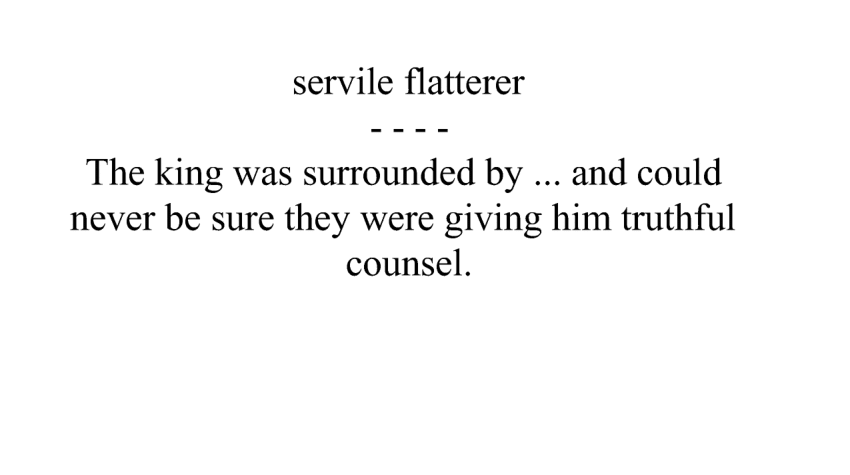 servile flatterer
- - - -
The king was surrounded by ... and could
never be sure they were giving him truthful
counsel.